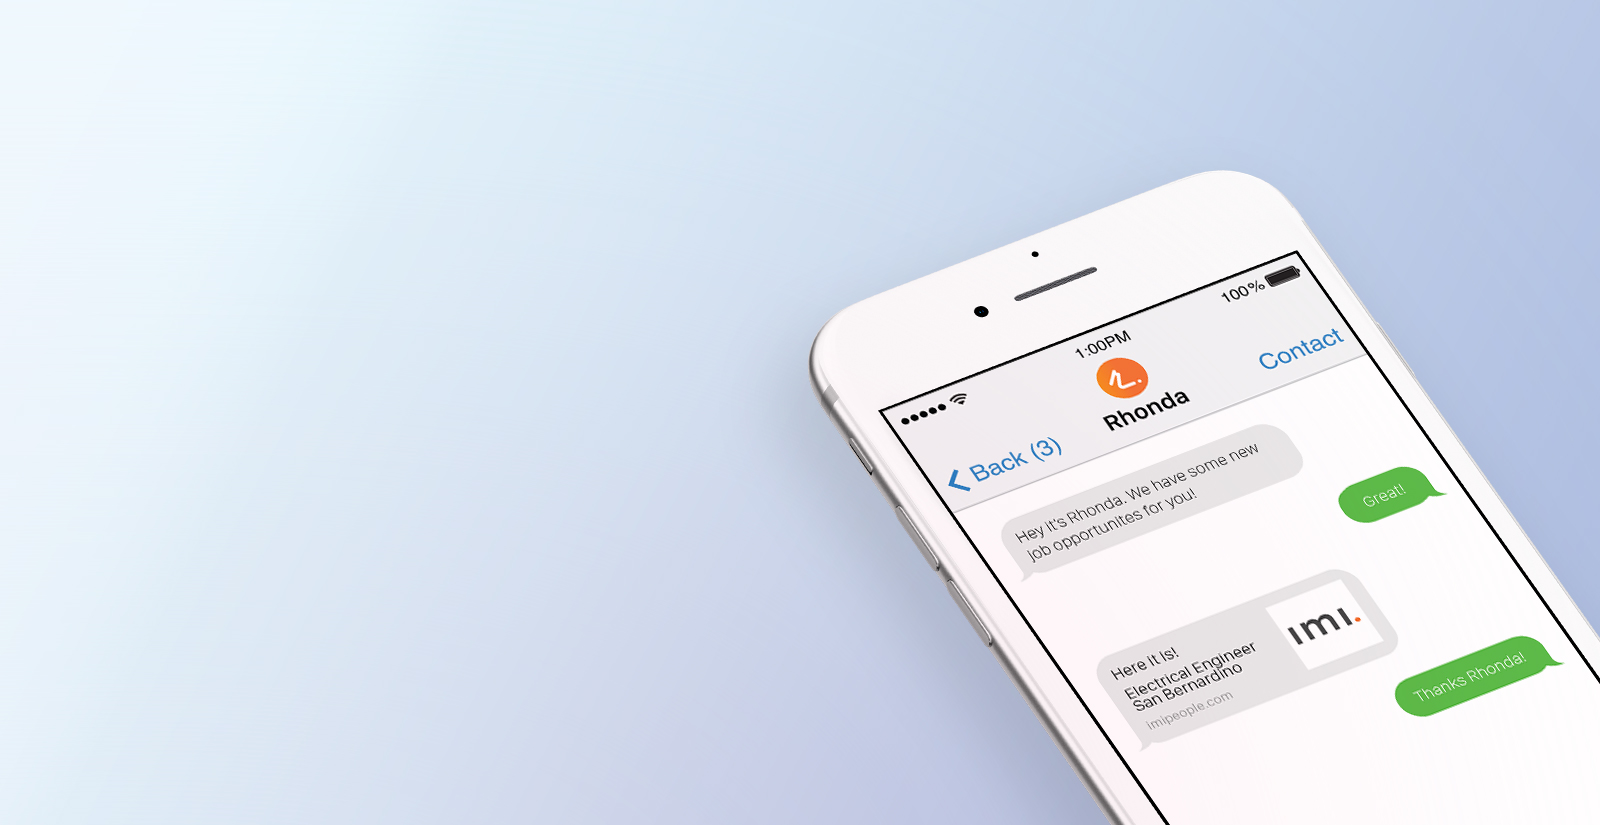 1:00PM
100%
Back (3)
r.
Rhonda
Contact
Hey it's Rhonda. We have some new
job opportunites for you!
Great!
Here it Is!
Electrical Engineer
San Bernardino
imipeople.com
ımı.
Thanks Rhonda!